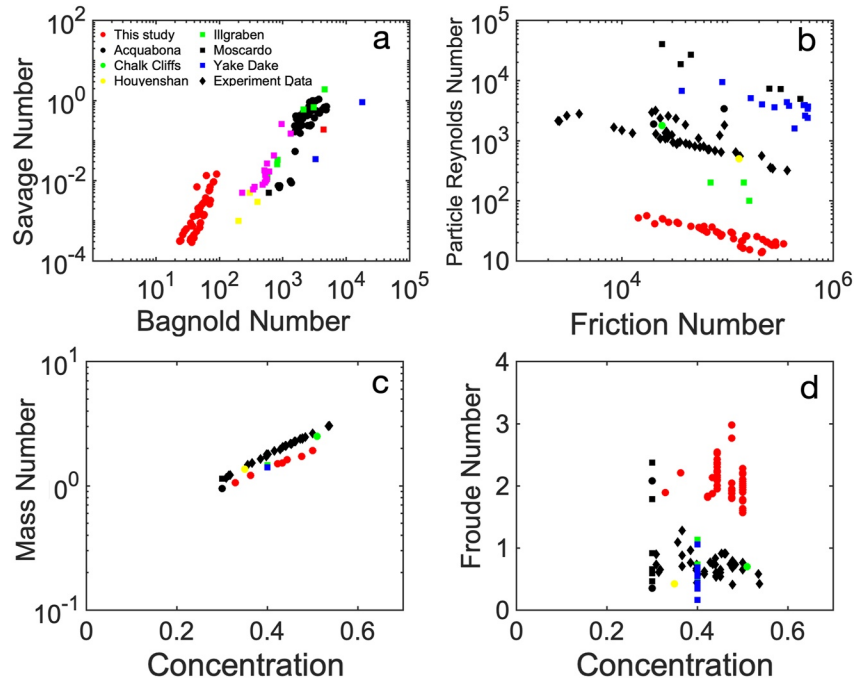 a
This study
Acquabona
Chalk Cliffs
Houyenshan
Illgraben
Moscardo
Yake Dake
Experiment Data
Savage Number
10^2
10^0
10^-2
10^-4
10^1
10^2
10^3
10^4
10^5
Bagnold Number
b
Particle Reynolds Number
10^5
10^4
10^3
10^2
10
10^4
10^6
Friction Number
c
Mass Number
10^1
10^0
10^-1
0
0.2
0.4
0.6
Concentration
d
Froude Number
4
3
2
1
0
0
0.2
0.4
0.6
Concentration